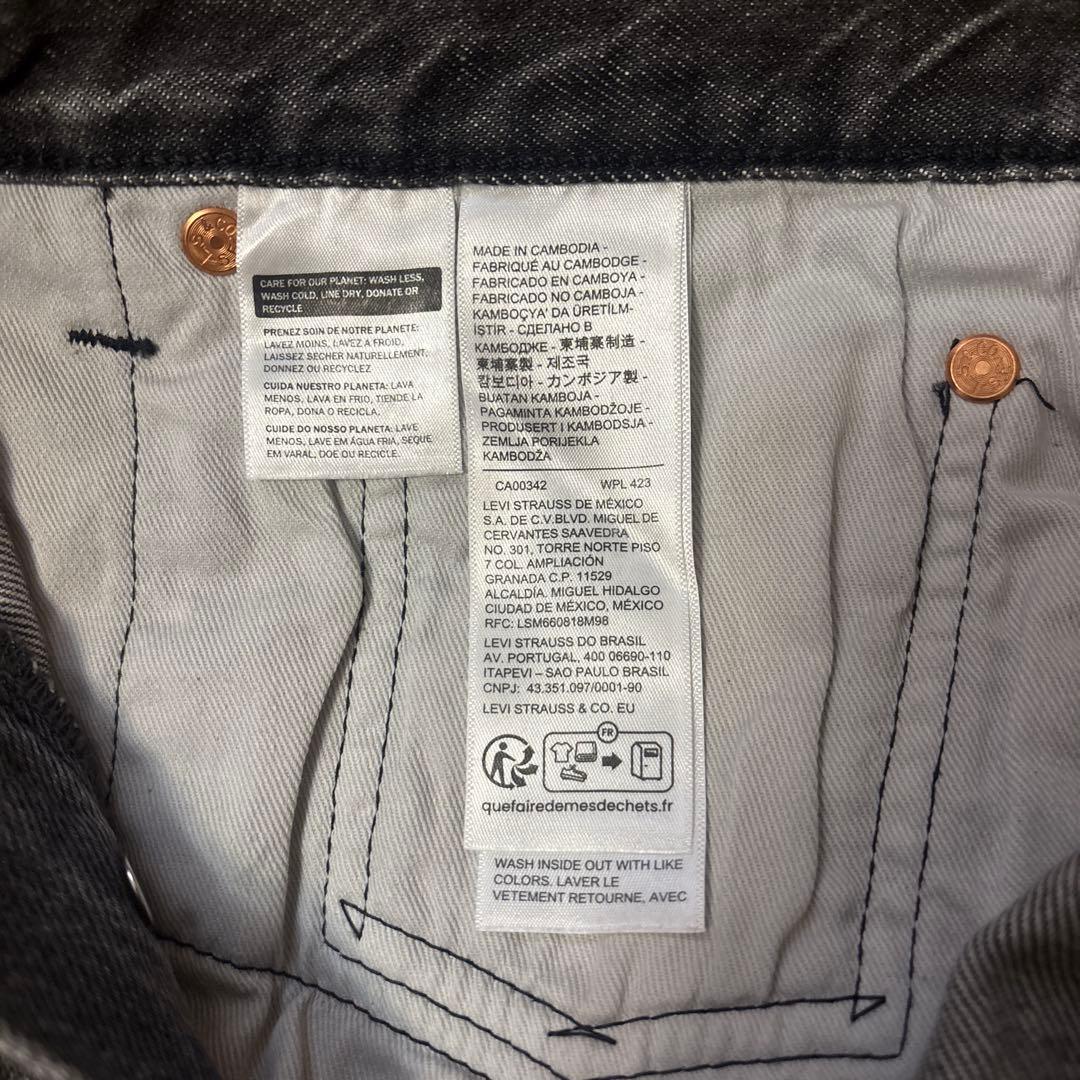 CARE FOR OUR PLANET: WASH LESS,
WASH COLD, LINE DRY, DONATE OR
RECYCLE
PRENEZ SOIN DE NOTRE PLANETE:
LAVEZ MOINS, LAVEZ A FROID,
LAISSEZ SECHER NATURELLEMENT,
DONNEZ OU RECYCLEZ
CUIDA NUESTRO PLANETA: LAVA
MENOS, LAVA EN FRIO, TIENDE LA
ROPA, DONA O RECICLA.
CUIDE DO NOSSO PLANETA: LAVE
MENOS, LAVE EM ÁGUA FRIA, SEQUE
EM VARAL, DOE OU RECICLE.
MADE IN CAMBODIA -
FABRIQUÉ AU CAMBODGE -
FABRICADO EN CAMBOYA -
FABRICADO NO CAMBOJA -
KAMBOÇYA' DA ÜRETİLM-
İŞTİR - СДЕЛАНО В
КАМБОДЖЕ - 柬埔寨制造 -
柬埔寨製 - 제조국
캄보디아 - カンボジア製 -
BUATAN KAMBOJA -
PAGAMINTA KAMBODŽOJE -
PRODUSERT I KAMBODSJA -
ZEMLJA PORIJEKLA
KAMBODŽA
CA00342 WPL 423
LEVI STRAUSS DE MÉXICO
S.A. DE C.V.BLVD. MIGUEL DE
CERVANTES SAAVEDRA
NO. 301, TORRE NORTE PISO
7 COL. AMPLIACIÓN
GRANADA C.P. 11529
ALCALDÍA. MIGUEL HIDALGO
CIUDAD DE MÉXICO, MÉXICO
RFC: LSM660818M98
LEVI STRAUSS DO BRASIL
AV. PORTUGAL, 400 06690-110
ITAPEVI – SAO PAULO BRASIL
CNPJ: 43.351.097/0001-90
LEVI STRAUSS & CO. EU
FR
quefairedemesdechets.fr
WASH INSIDE OUT WITH LIKE
COLORS. LAVER LE
VETEMENT RETOURNE, AVEC